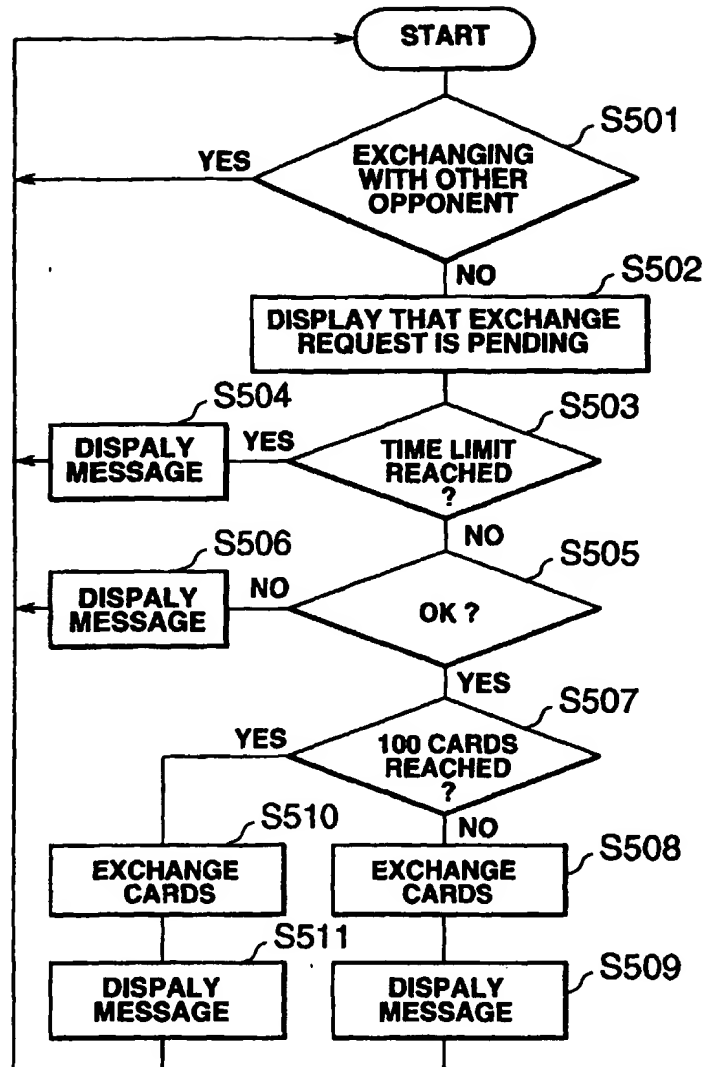 START
S501
YES
EXCHANGING
WITH OTHER
OPPONENT
NO
S502
DISPLAY THAT EXCHANGE
REQUEST IS PENDING
S504
S503
DISPALY
MESSAGE
YES
TIME LIMIT
REACHED
?
NO
S506
S505
DISPALY
MESSAGE
NO
OK ?
YES
S507
YES
100 CARDS
REACHED
?
S510
NO
S508
EXCHANGE
CARDS
EXCHANGE
CARDS
S511
S509
DISPALY
MESSAGE
DISPALY
MESSAGE